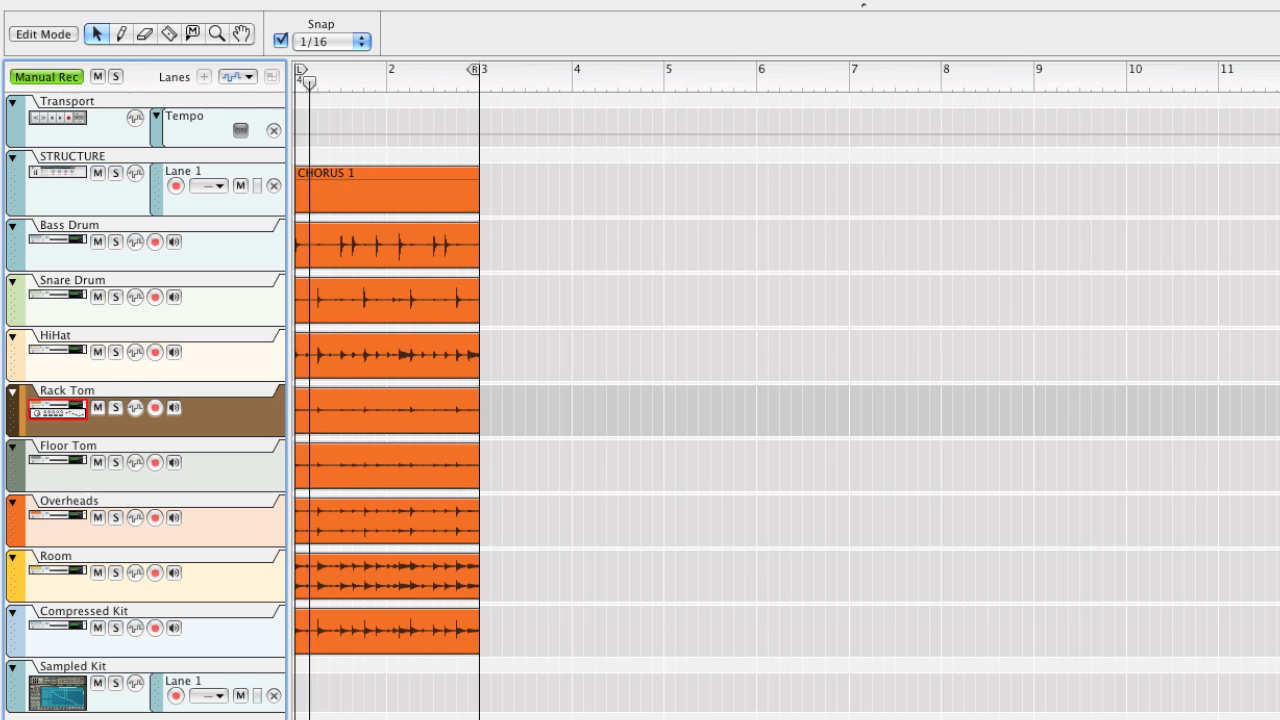 Snap
Edit Mode
M
1/16
Manual Rec M S Lanes
L 2 R 3 4 5 6 7 8 9 10 11
4
Transport
Tempo
ON
STRUCTURE
M S Lane 1
M
CHORUS 1
Bass Drum
M S
Snare Drum
M S
HiHat
M S
Rack Tom
M S
Floor Tom
M S
Overheads
M S
Room
M S
Compressed Kit
M S
Sampled Kit
M S Lane 1
M